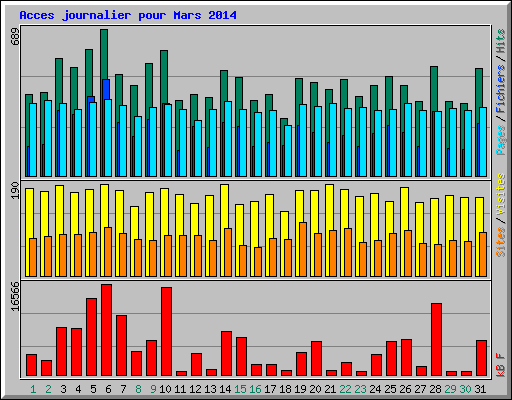 Acces journalier pour Mars 2014
689
190
16566
Pages / Fichiers / Hits
Sites / Visites
kB F
1 2 3 4 5 6 7 8 9 10 11 12 13 14 15 16 17 18 19 20 21 22 23 24 25 26 27 28 29 30 31